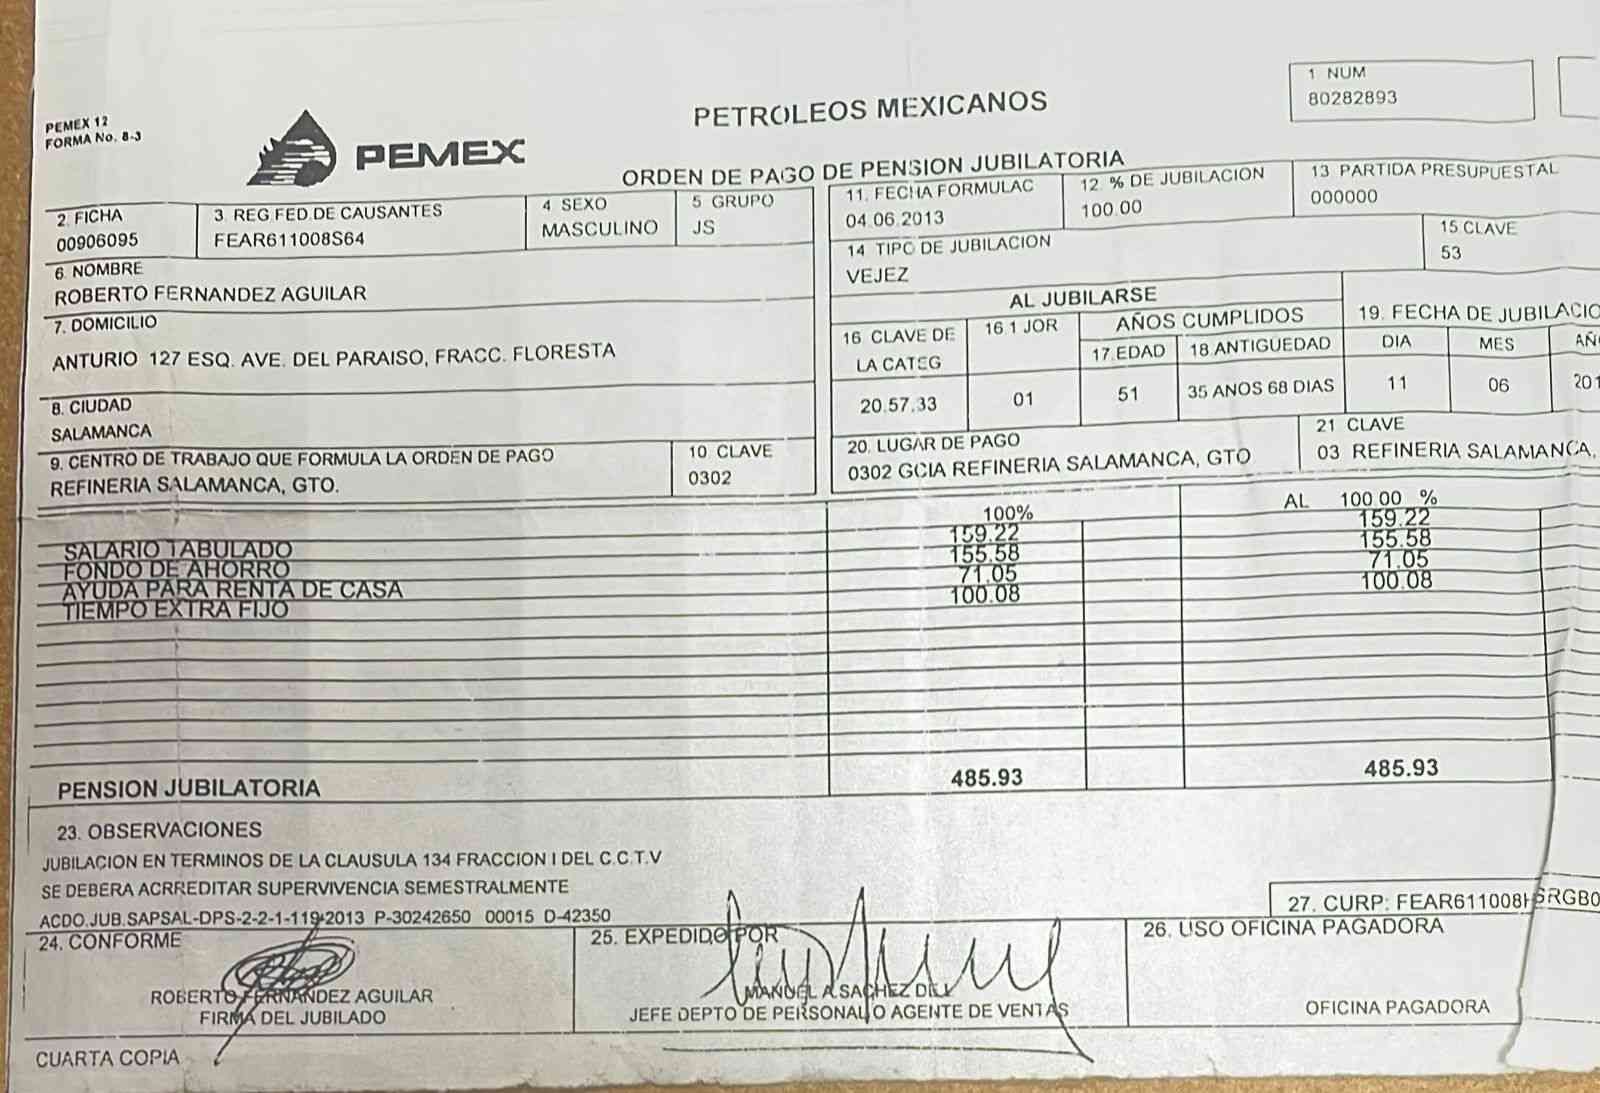 PEMEX 12
FORMA No. 8-3
PEMEX
PETROLEOS MEXICANOS
ORDEN DE PAGO DE PENSION JUBILATORIA
1 NUM
80282893
2. FICHA
00906095
3. REG.FED.DE CAUSANTES
FEAR611008S64
4 SEXO
MASCULINO
5 GRUPO
JS
6. NOMBRE
ROBERTO FERNANDEZ AGUILAR
7. DOMICILIO
ANTURIO 127 ESQ. AVE. DEL PARAISO, FRACC. FLORESTA
8. CIUDAD
SALAMANCA
9. CENTRO DE TRABAJO QUE FORMULA LA ORDEN DE PAGO
REFINERIA SALAMANCA, GTO.
10. CLAVE
0302
11. FECHA FORMULAC
04.06.2013
12. % DE JUBILACION
100.00
13 PARTIDA PRESUPUESTAL
000000
14. TIPO DE JUBILACION
VEJEZ
15 CLAVE
53
AL JUBILARSE
16 CLAVE DE
LA CATEG
20.57.33
16.1 JOR
01
AÑOS CUMPLIDOS
17.EDAD
51
18.ANTIGUEDAD
35 ANOS 68 DIAS
19. FECHA DE JUBILACIO
DIA
11
MES
06
AÑ
201
20. LUGAR DE PAGO
0302 GCIA REFINERIA SALAMANCA, GTO
21 CLAVE
03 REFINERIA SALAMANCA,
100%
AL 100.00 %
SALARIO TABULADO 159.22 159.22
FONDO DE AHORRO 155.58 155.58
AYUDA PARA RENTA DE CASA 71.05 71.05
TIEMPO EXTRA FIJO 100.08 100.08
PENSION JUBILATORIA 485.93 485.93
23. OBSERVACIONES
JUBILACION EN TERMINOS DE LA CLAUSULA 134 FRACCION I DEL C.C.T.V
SE DEBERA ACRREDITAR SUPERVIVENCIA SEMESTRALMENTE
ACDO.JUB.SAPSAL-DPS-2-2-1-119-2013 P-30242650 00015 D-42350
27. CURP: FEAR611008HSRGB0
24. CONFORME
ROBERTO FERNANDEZ AGUILAR
FIRMA DEL JUBILADO
25. EXPEDIDO POR
MANUEL A SACHEZ
JEFE DEPTO DE PERSONAL O AGENTE DE VENTAS
26. USO OFICINA PAGADORA
OFICINA PAGADORA
CUARTA COPIA